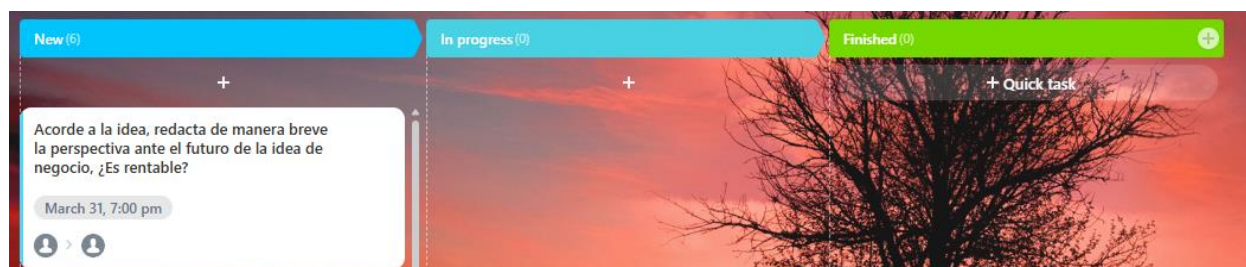 New (6)
In progress (0)
Finished (0)
+ Quick task
Acorde a la idea, redacta de manera breve
la perspectiva ante el futuro de la idea de
negocio, ¿Es rentable?
March 31, 7:00 pm